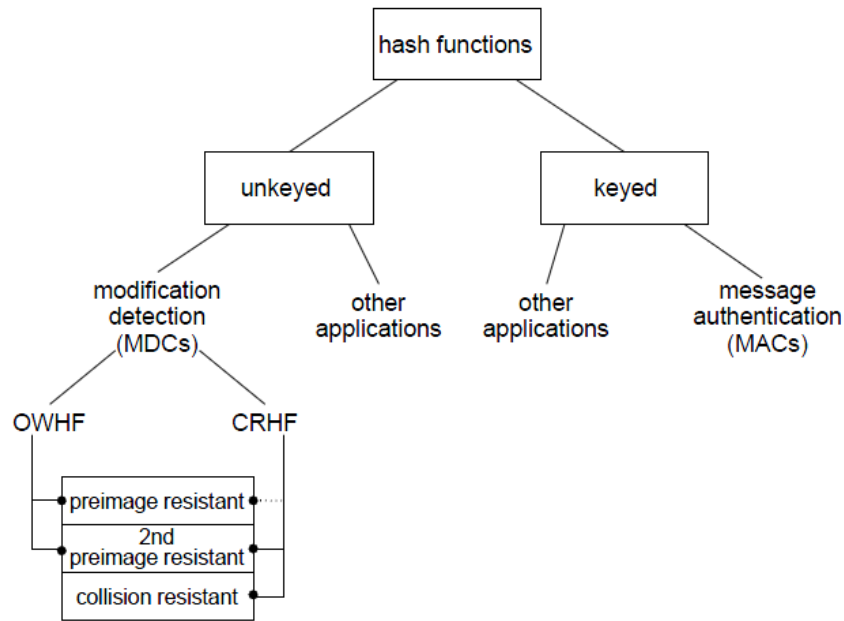 hash functions
unkeyed
keyed
modification
detection
(MDCs)
other
applications
other
applications
message
authentication
(MACs)
OWHF
CRHF
preimage resistant
2nd
preimage resistant
collision resistant